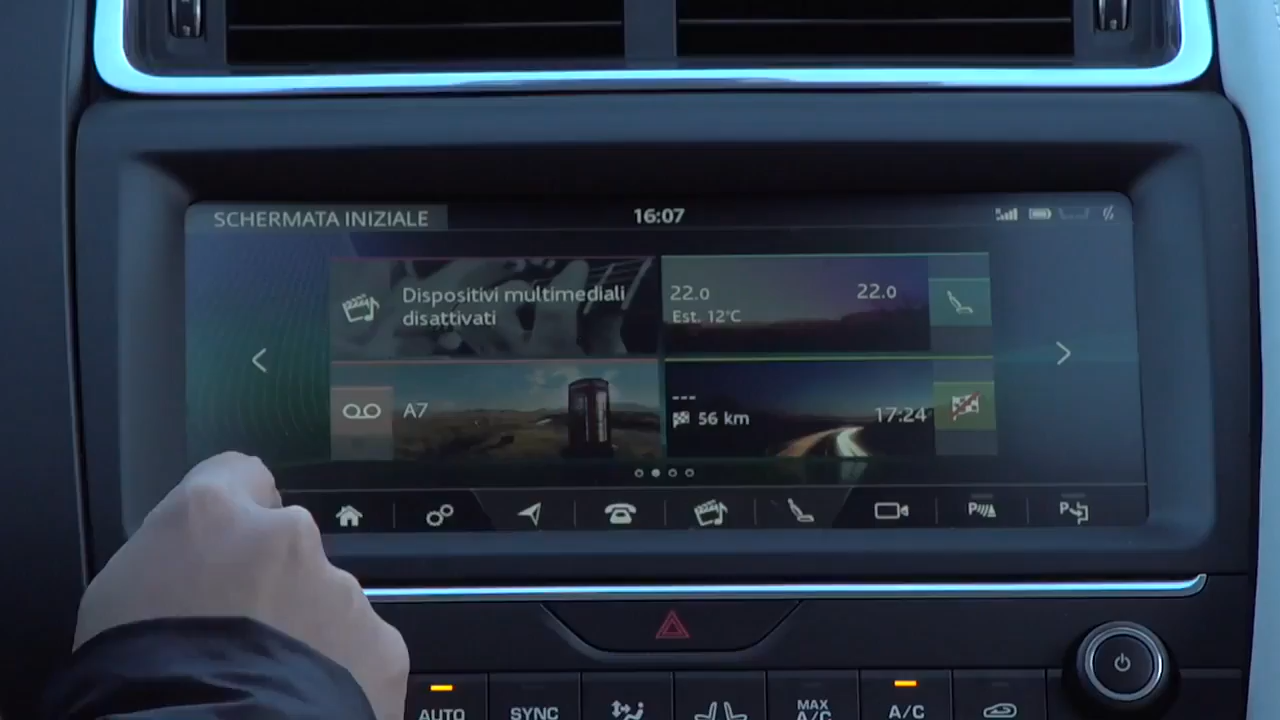 SCHERMATA INIZIALE
16:07
Dispositivi multimediali
disattivati
22.0
22.0
Est. 12°C
A7
---
56 km
17:24
P
P
AUTO
SYNC
MAX
A/C
A/C